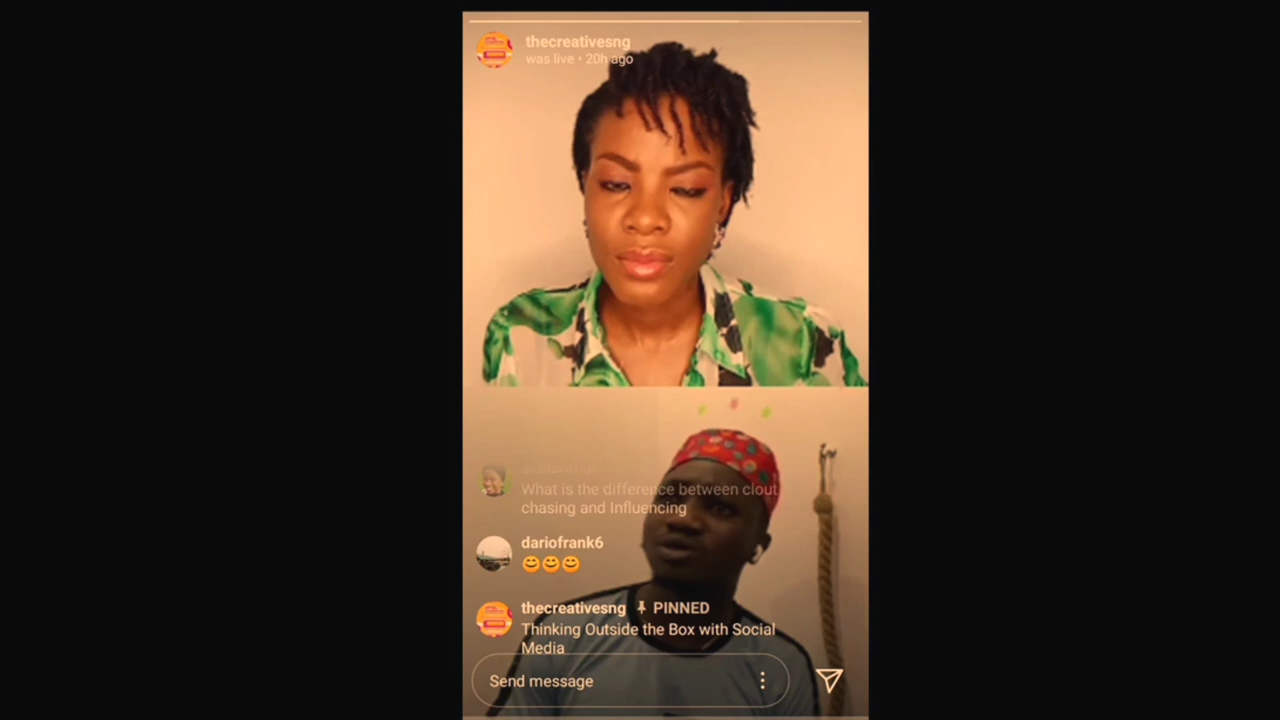 thecreativesng
was live • 20h ago
What is the difference between clout
chasing and Influencing
dariofrank6
😊😊😊
thecreativesng PINNED
Thinking Outside the Box with Social
Media
Send message